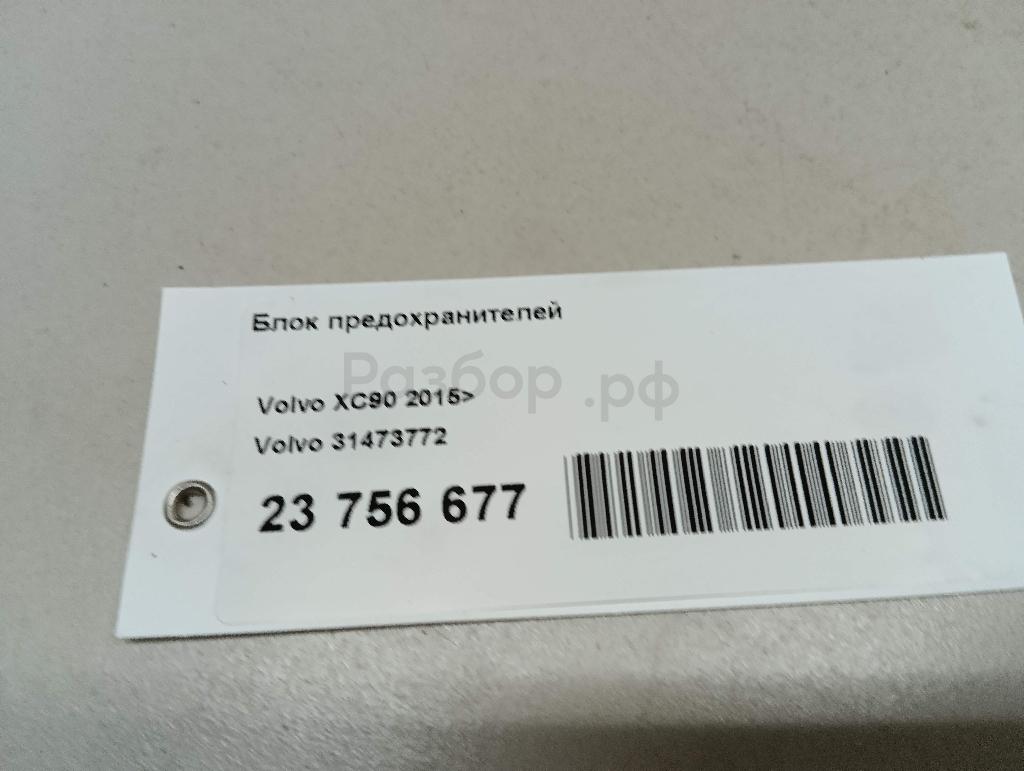 Блок предохранителей
Разбор.рф
Volvo XC90 2015>
Volvo 31473772
23 756 677